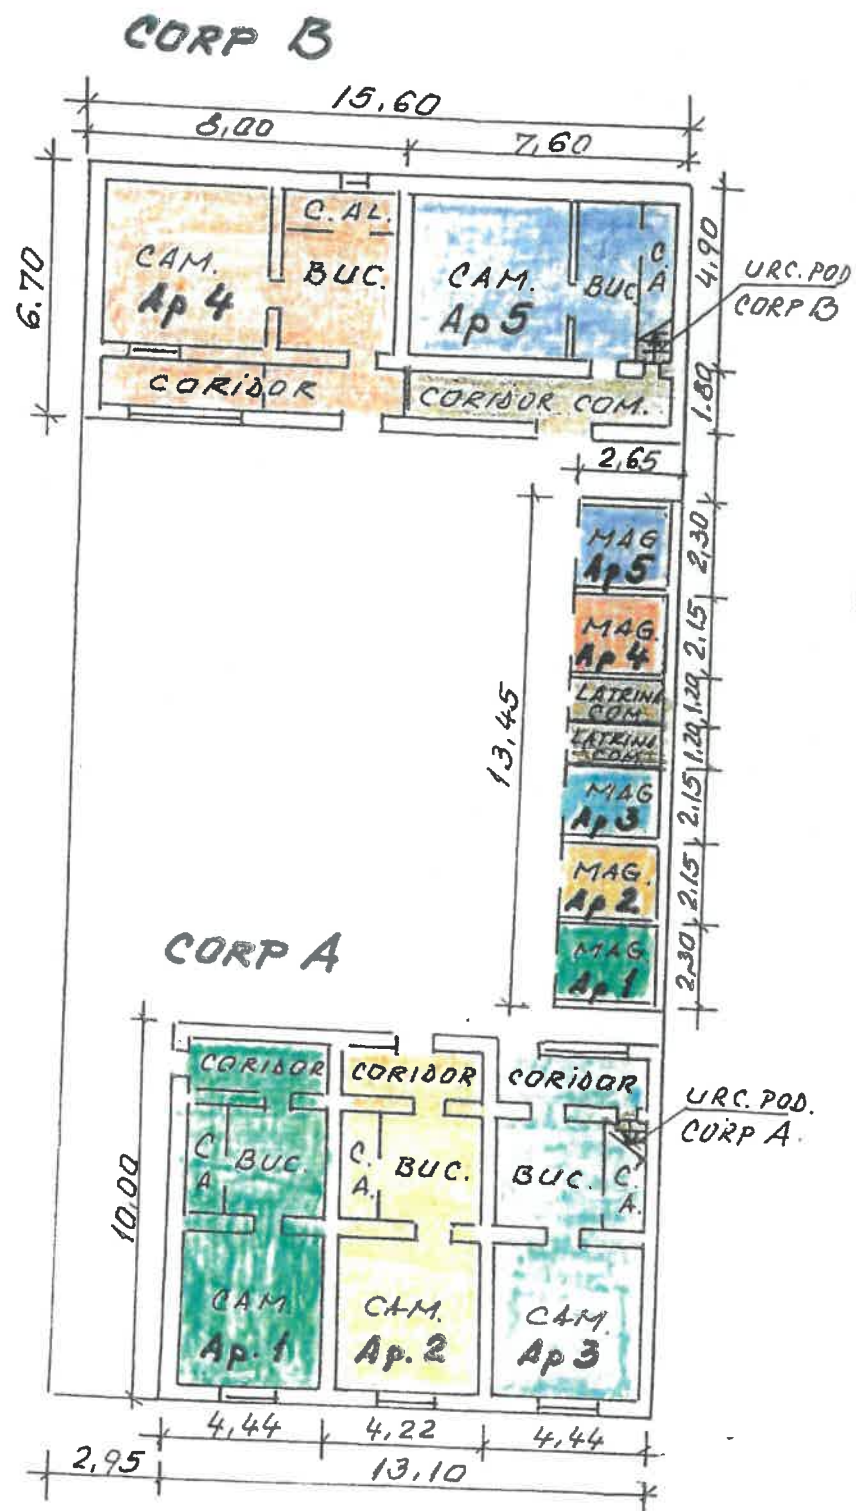 CORP B
15.60
8,00
7,60
6.70
4.90
1.80
C. AL.
CAM.
Ap 4
BUC.
CAM.
Ap 5
BUC
C
A
URC. POD
CORP B
CORIDOR
CORIDOR COM.
2,65
MAG
Ap 5
2,30
MAG.
Ap 4
2.15
LATRINA
COM.
1.20
LATRINA
COM.
1.20
13.45
MAG
Ap 3
2.15
MAG.
Ap 2
2.15
MAG.
Ap 1
2.30
CORP A
CORIDOR
CORIDOR
CORIDOR
URC. POD.
CORP A
10.00
C
A
BUC.
C.
A.
BUC.
BUC.
C.
A.
CAM.
Ap. 1
CAM.
Ap. 2
CAM.
Ap 3
4,44
4,22
4,44
2,95
13,10